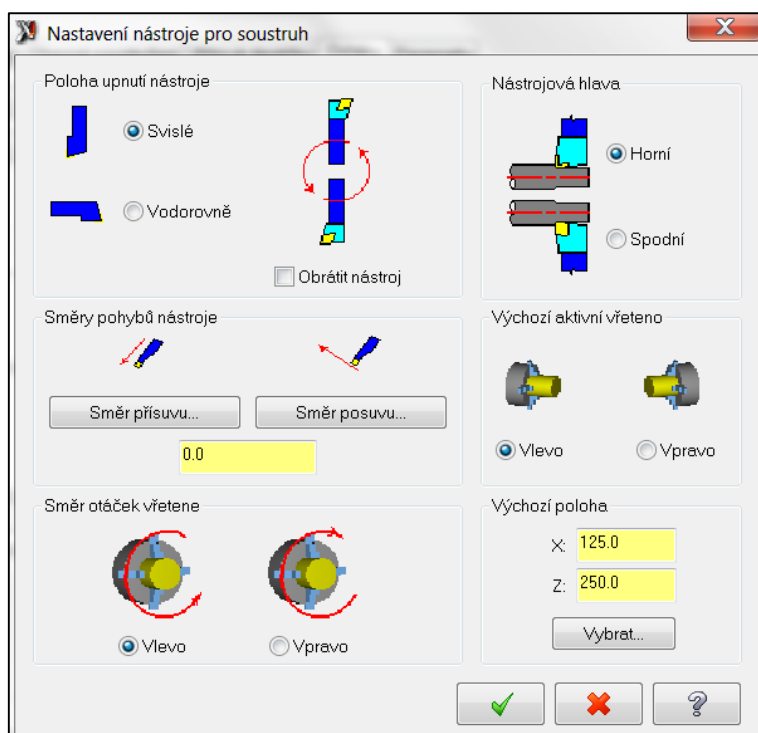 Nastavení nástroje pro soustruh
Poloha upnutí nástroje
Svislé
Vodorovně
Obrátit nástroj
Nástrojová hlava
Horní
Spodní
Směry pohybů nástroje
Směr přísuvu...
Směr posuvu...
0.0
Výchozí aktivní vřeteno
Vlevo
Vpravo
Směr otáček vřetene
Vlevo
Vpravo
Výchozí poloha
X: 125.0
Z: 250.0
Vybrat...